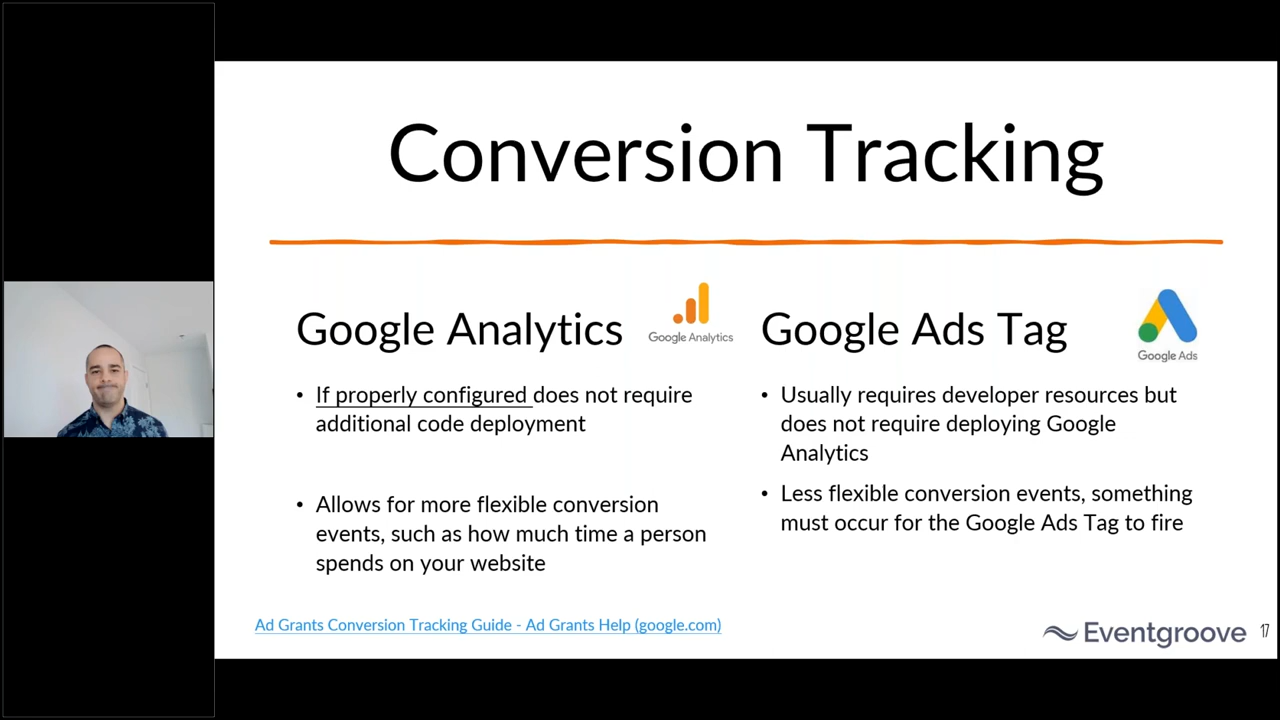 Conversion Tracking
Google Analytics
Google Analytics
• If properly configured does not require
additional code deployment
• Allows for more flexible conversion
events, such as how much time a person
spends on your website
Google Ads Tag
Google Ads
• Usually requires developer resources but
does not require deploying Google
Analytics
• Less flexible conversion events, something
must occur for the Google Ads Tag to fire
Ad Grants Conversion Tracking Guide - Ad Grants Help (google.com)
Eventgroove
17